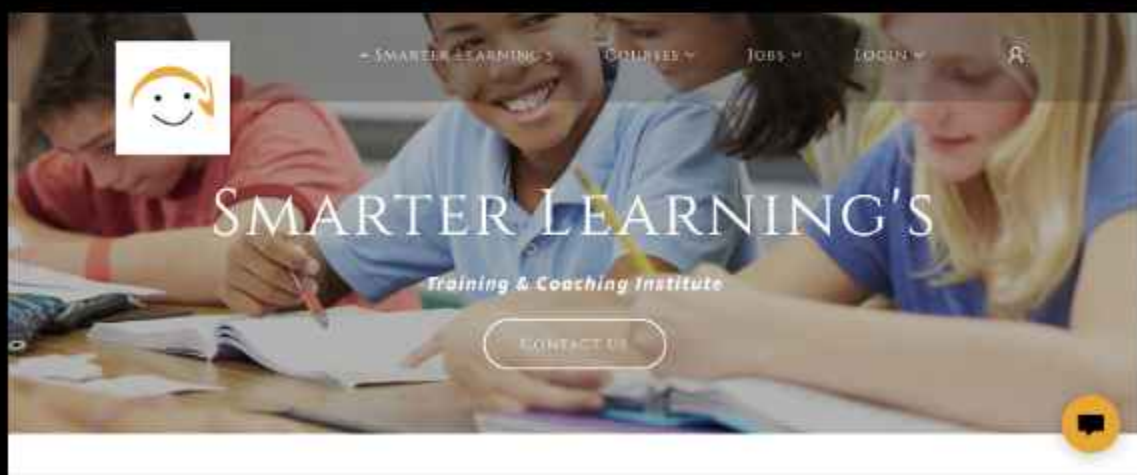 Smarter Learning's Courses Jobs Login
Smarter Learning's
Training & Coaching Institute
Contact us